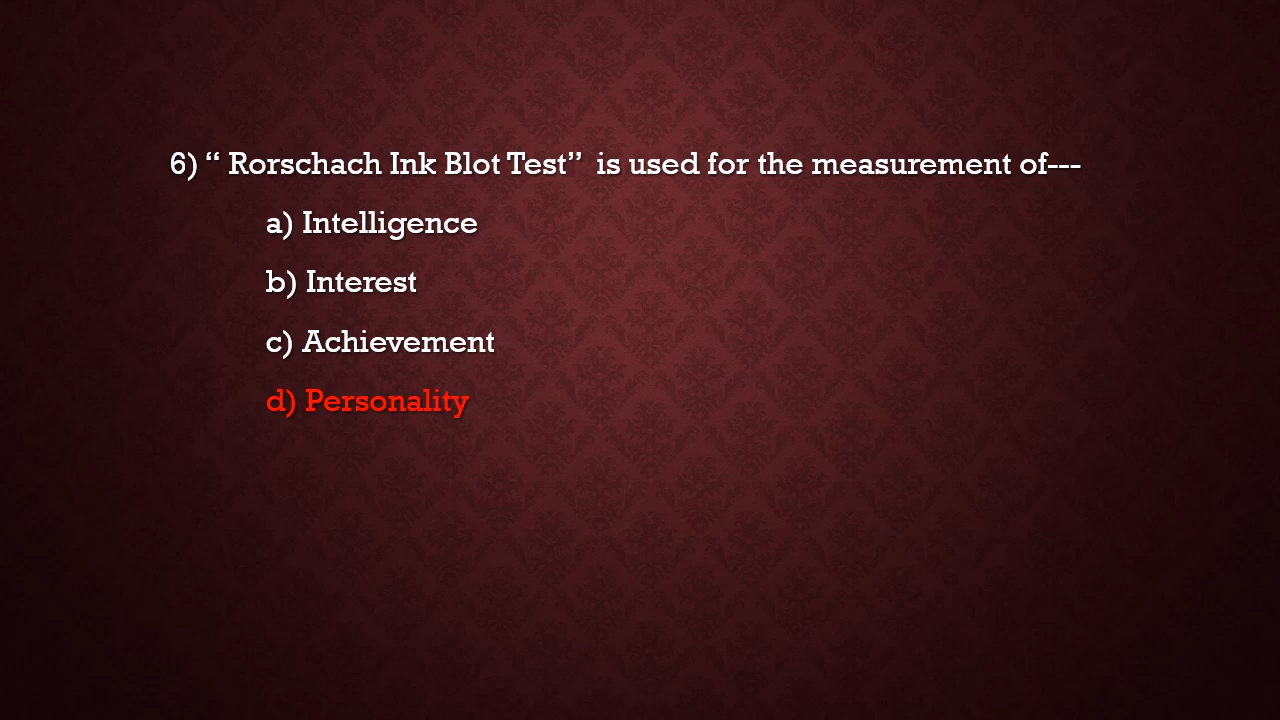 6) “ Rorschach Ink Blot Test”  is used for the measurement of---
a) Intelligence
b) Interest
c) Achievement
d) Personality